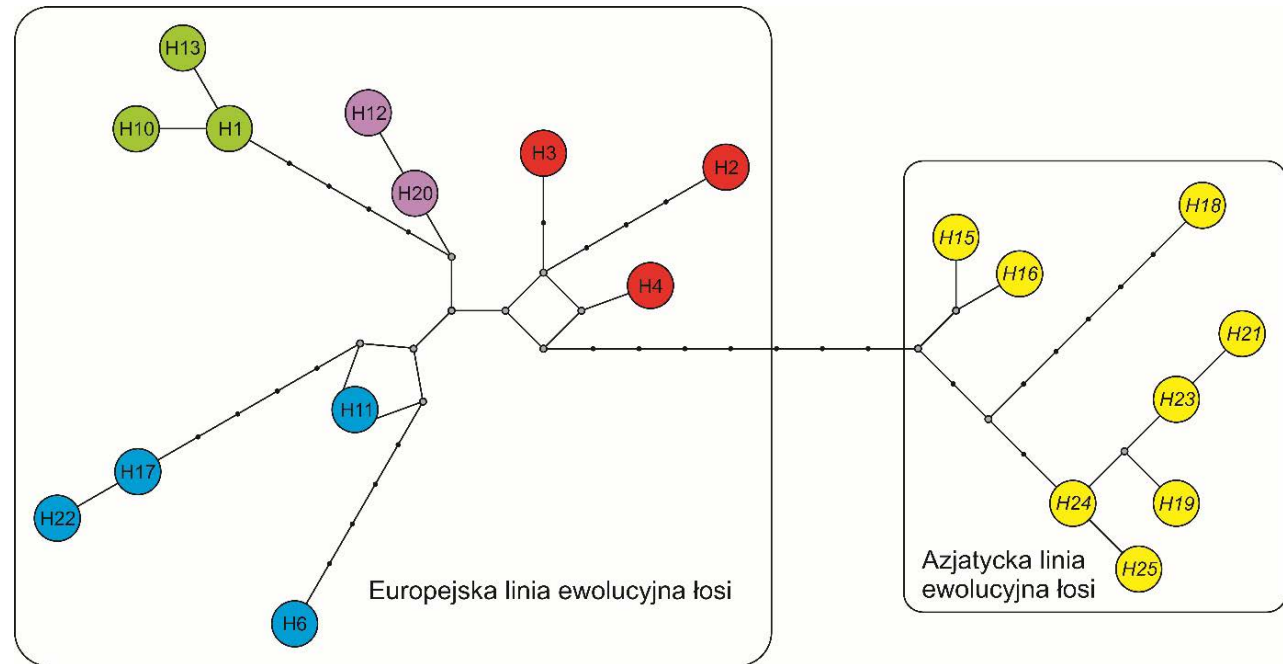 H13
H10
H1
H12
H20
H3
H2
H4
H11
H17
H22
H6
Europejska linia ewolucyjna łosi
H15
H16
H18
H21
H23
H24
H19
H25
Azjatycka linia
ewolucyjna łosi